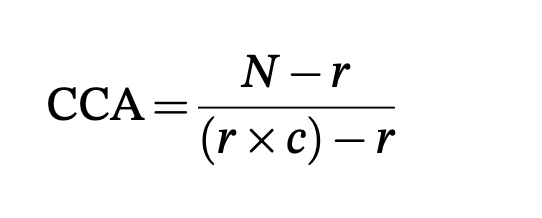 CCA = N − r / (r × c) − r